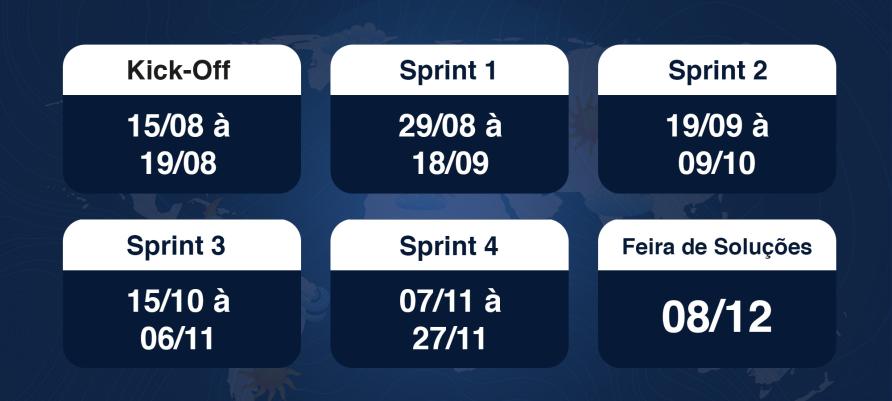 Kick-Off
15/08 à
19/08
Sprint 1
29/08 à
18/09
Sprint 2
19/09 à
09/10
Sprint 3
15/10 à
06/11
Sprint 4
07/11 à
27/11
Feira de Soluções
08/12